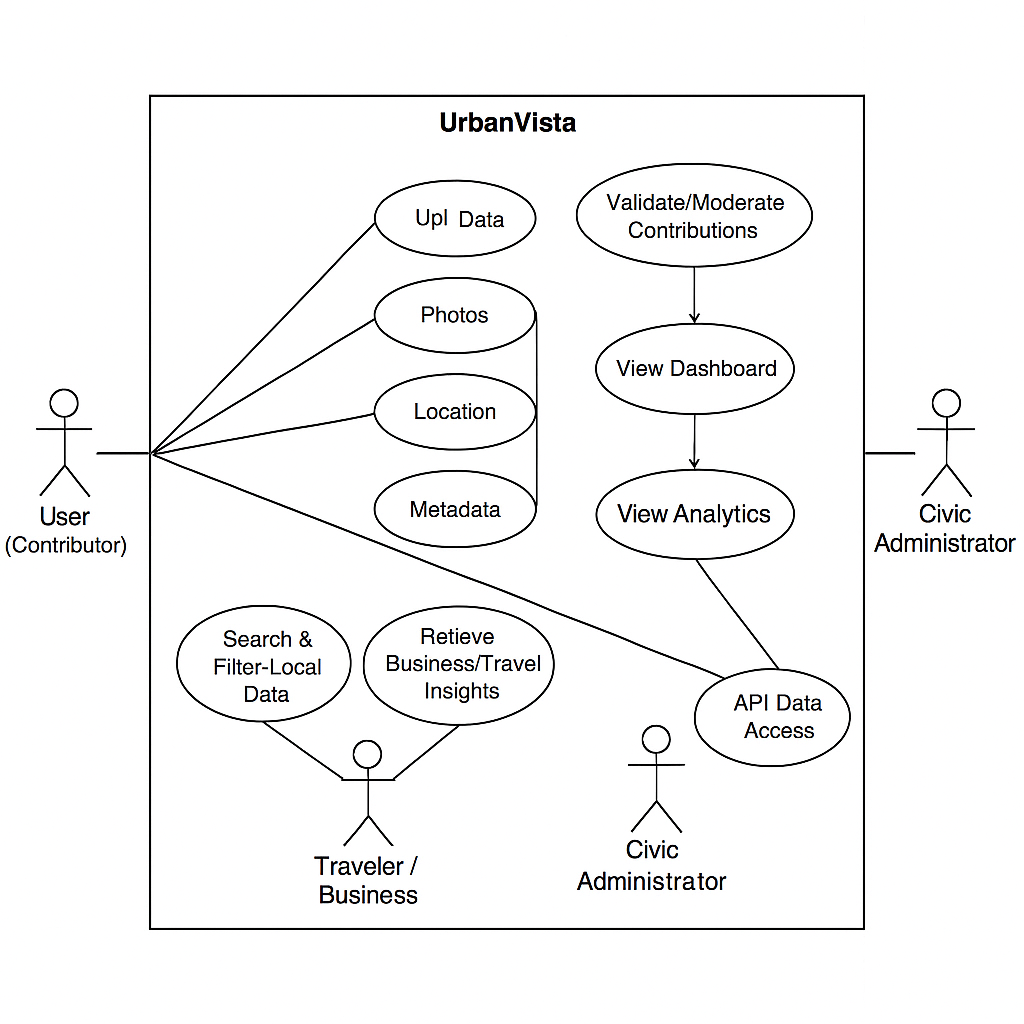 UrbanVista
Upl Data
Validate/Moderate
Contributions
Photos
View Dashboard
Location
Metadata
View Analytics
User
(Contributor)
Civic
Administrator
Search &
Filter-Local
Data
Retieve
Business/Travel
Insights
API Data
Access
Traveler /
Business
Civic
Administrator